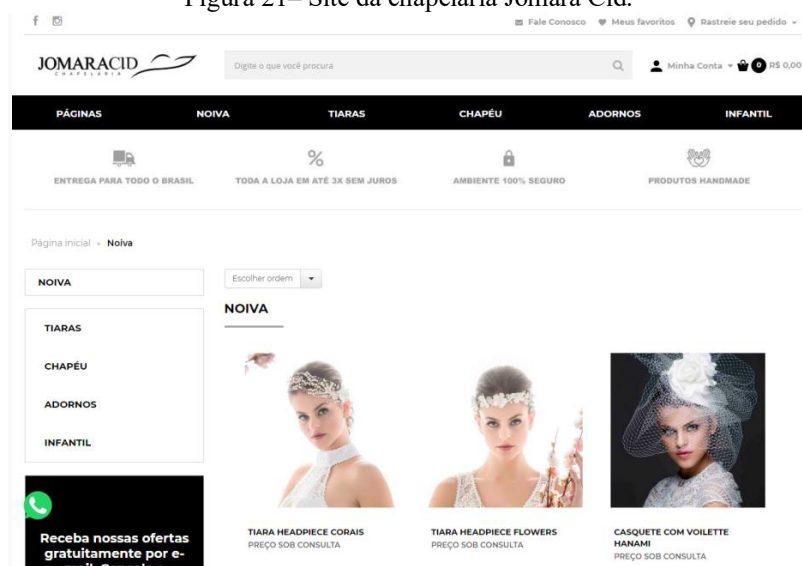 Figura 21– Site da chapelaria Jomara Cid.
Fale Conosco Meus favoritos Rastreie seu pedido
JOMARACID
CHAPELARIA
Digite o que você procura
Minha Conta 0 R$ 0,00
PÁGINAS NOIVA TIARAS CHAPÉU ADORNOS INFANTIL
ENTREGA PARA TODO O BRASIL TODA A LOJA EM ATÉ 3X SEM JUROS AMBIENTE 100% SEGURO PRODUTOS HANDMADE
Página inicial Noiva
NOIVA
TIARAS
CHAPÉU
ADORNOS
INFANTIL
Receba nossas ofertas
gratuitamente por e-
Escolher ordem
NOIVA
TIARA HEADPIECE CORAIS
PREÇO SOB CONSULTA
TIARA HEADPIECE FLOWERS
PREÇO SOB CONSULTA
CASQUETE COM VOILETTE
HANAMI
PREÇO SOB CONSULTA